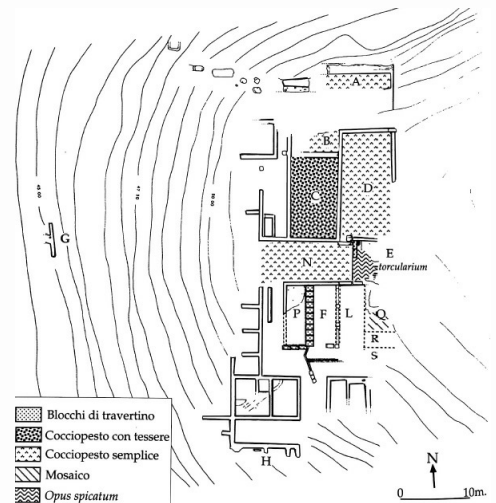 A
B
C
D
G
E
torcularium
N
P
F
L
Q
R
S
H
Blocchi di travertino
Cocciopesto con tessere
Cocciopesto semplice
Mosaico
Opus spicatum
N
0 10m.